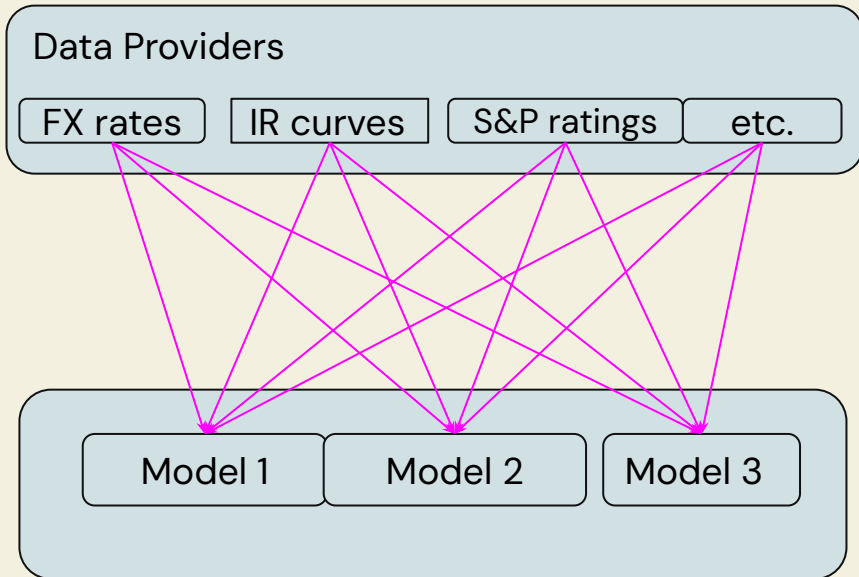 Data Providers
FX rates IR curves S&P ratings etc.
Model 1 Model 2 Model 3